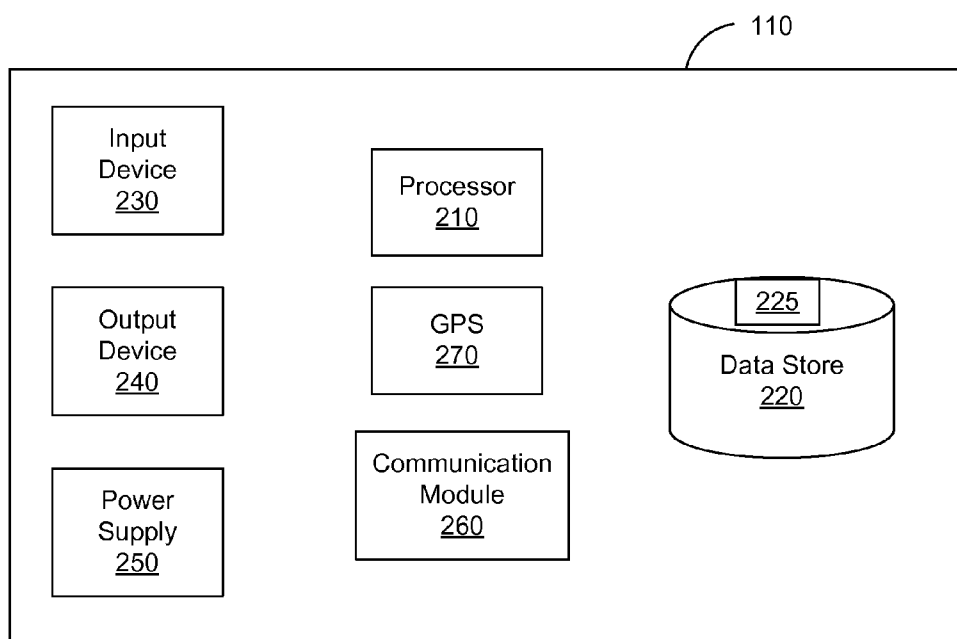 110
Input
Device
230
Processor
210
Output
Device
240
GPS
270
225
Data Store
220
Communication
Module
260
Power
Supply
250